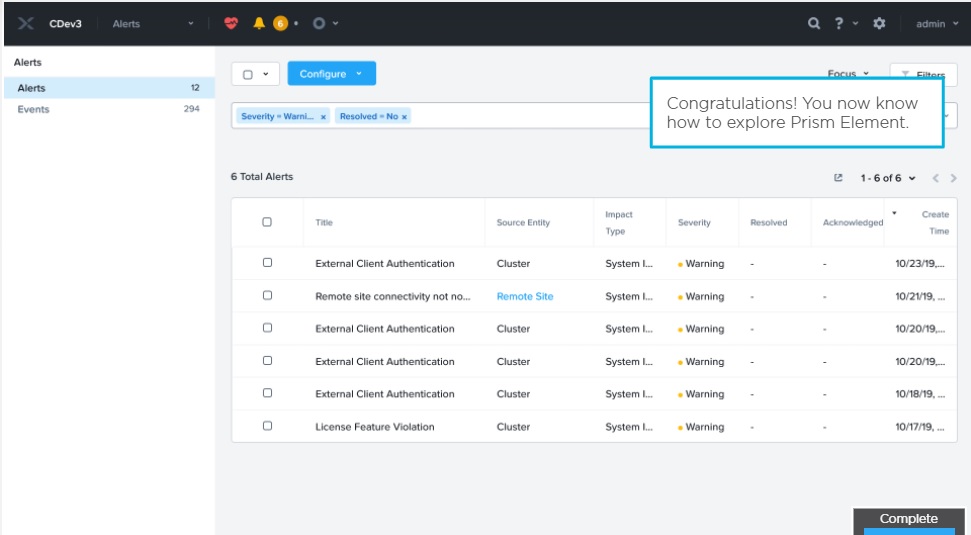 CDev3 Alerts 6 ? admin
Alerts
Alerts 12
Events 294
Configure
Focus Filters
Severity = Warni... x Resolved = No x
Congratulations! You now know
how to explore Prism Element.
6 Total Alerts 1 - 6 of 6
Title Source Entity Impact Type Severity Resolved Acknowledged Create Time
External Client Authentication Cluster System I... Warning - - 10/23/19,...
Remote site connectivity not no... Remote Site System I... Warning - - 10/21/19, ...
External Client Authentication Cluster System I... Warning - - 10/20/19,...
External Client Authentication Cluster System I... Warning - - 10/20/19,...
External Client Authentication Cluster System I... Warning - - 10/18/19, ...
License Feature Violation Cluster System I... Warning - - 10/17/19, ...
Complete